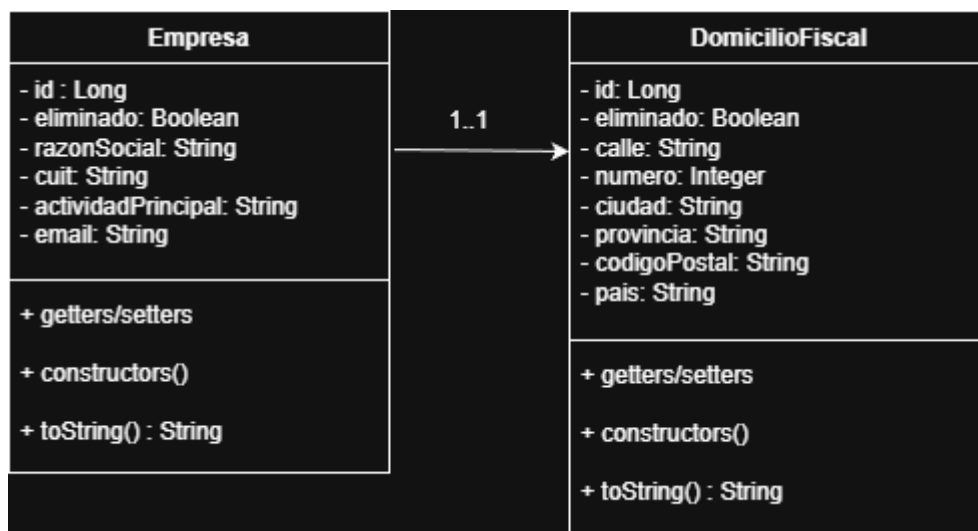 Empresa
- id : Long
- eliminado: Boolean
- razonSocial: String
- cuit: String
- actividadPrincipal: String
- email: String
+ getters/setters
+ constructors()
+ toString() : String
1..1
DomicilioFiscal
- id: Long
- eliminado: Boolean
- calle: String
- numero: Integer
- ciudad: String
- provincia: String
- codigoPostal: String
- pais: String
+ getters/setters
+ constructors()
+ toString() : String